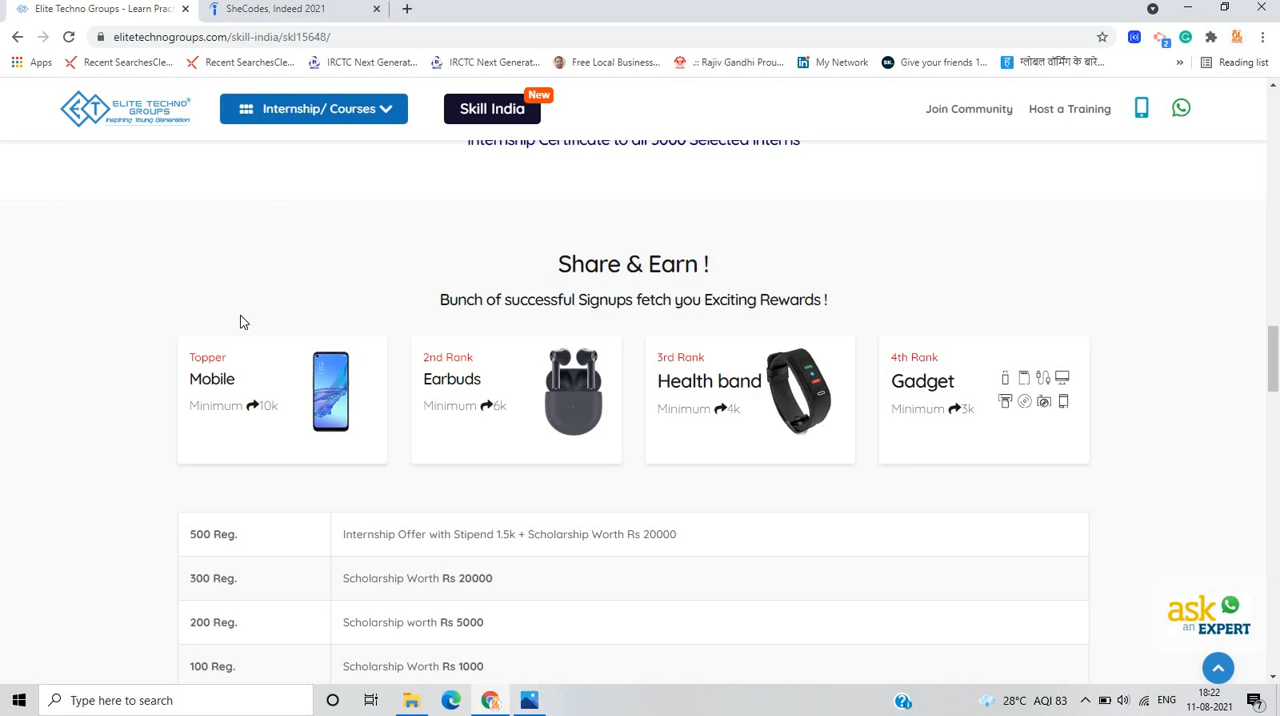 Elite Techno Groups - Learn Prac
SheCodes, Indeed 2021
elitetechnogroups.com/skill-india/skl15648/
2
Apps
Recent SearchesCle...
Recent SearchesCle...
IRCTC Next Generat...
IRCTC Next Generat...
Free Local Business...
.:: Rajiv Gandhi Prou...
My Network
Give your friends 1...
ग्लोबल वॉर्मिंग के बारे...
»
Reading list
ELITE TECHNO
GROUPS
Inspiring Young Generation
Internship/ Courses
Skill India
New
Join Community
Host a Training
Internship Certificate to all 5000 Selected Interns
Share & Earn !
Bunch of successful Signups fetch you Exciting Rewards !
Topper
Mobile
Minimum 10k
2nd Rank
Earbuds
Minimum 6k
3rd Rank
Health band
Minimum 4k
4th Rank
Gadget
Minimum 3k
500 Reg. Internship Offer with Stipend 1.5k + Scholarship Worth Rs 20000
300 Reg. Scholarship Worth Rs 20000
200 Reg. Scholarship worth Rs 5000
100 Reg. Scholarship Worth Rs 1000
ask
an EXPERT
Type here to search
28°C AQI 83
ENG
18:22
11-08-2021
7